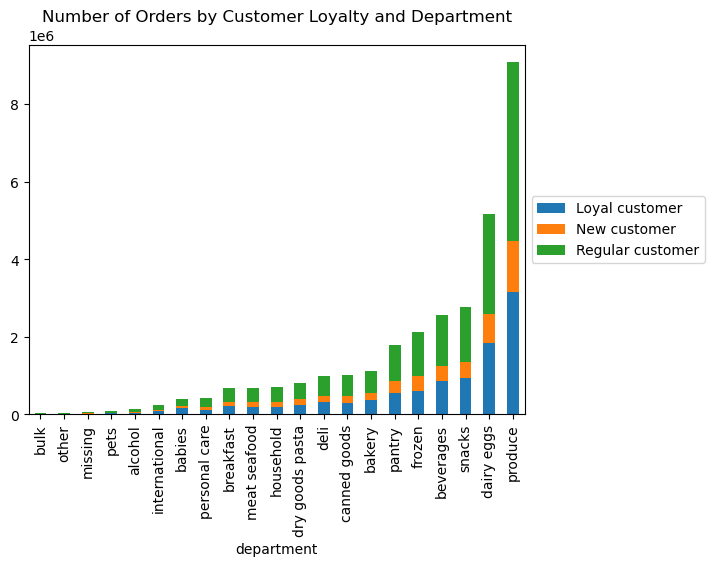 Number of Orders by Customer Loyalty and Department
1e6
8
6
4
2
0
bulk
other
missing
pets
alcohol
international
babies
personal care
breakfast
meat seafood
household
dry goods pasta
deli
canned goods
bakery
pantry
frozen
beverages
snacks
dairy eggs
produce
department
Loyal customer
New customer
Regular customer